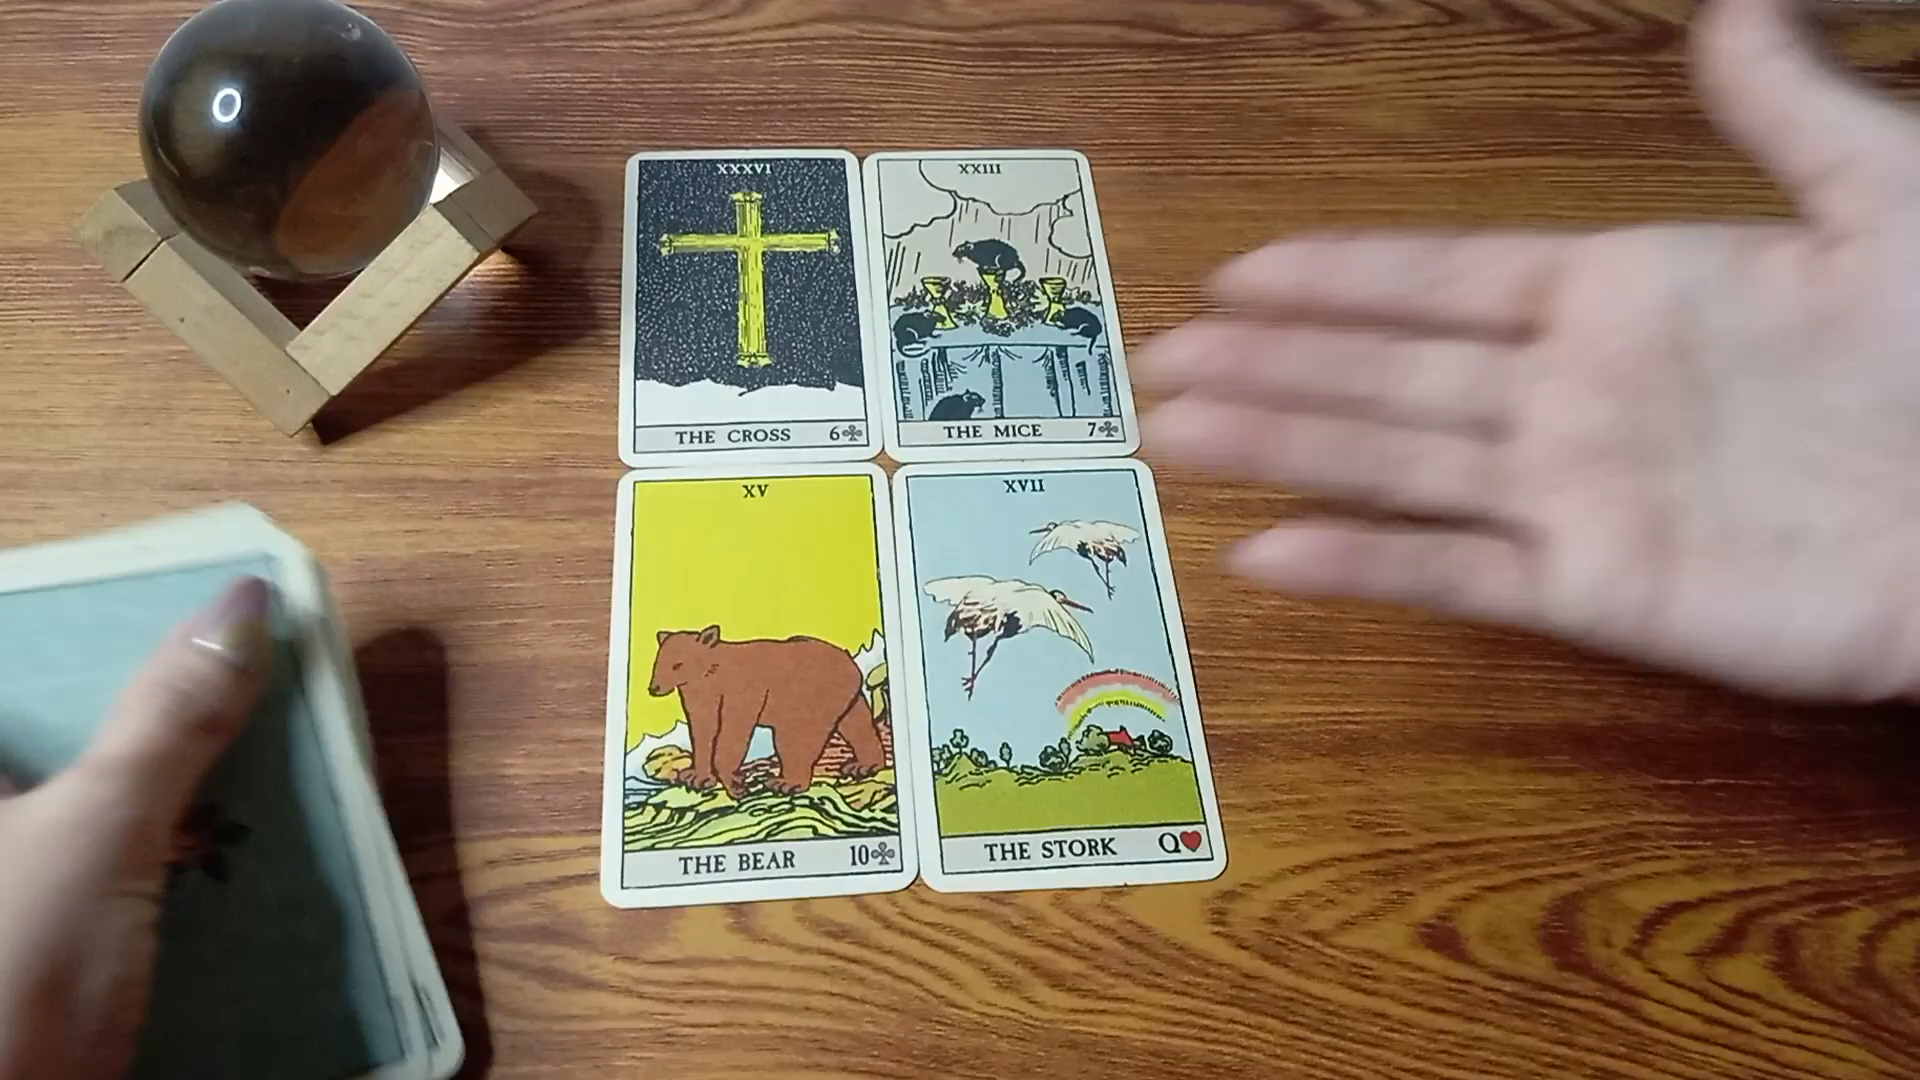 XXXVI
THE CROSS 6♣
XXIII
THE MICE 7♣
XV
THE BEAR 10♣
XVII
THE STORK Q♥